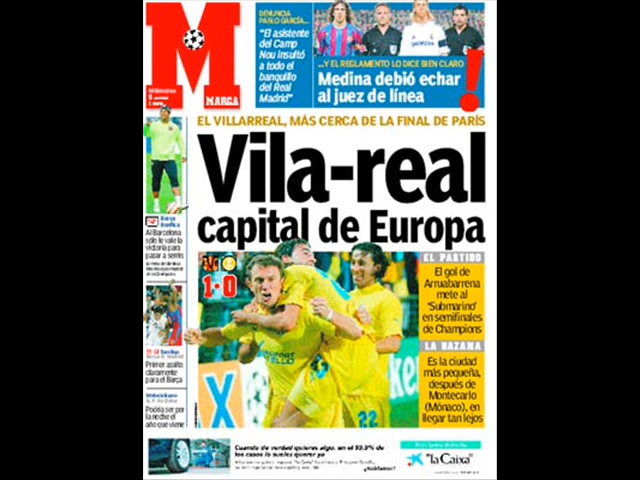 M
MARCA
DENUNCIA
PABLO GARCÍA...
"El asistente
del Camp
Nou insultó
a todo el
banquillo
del Real
Madrid"
...Y EL REGLAMENTO LO DICE BIEN CLARO
Medina debió echar
al juez de línea
!
EL VILLARREAL, MÁS CERCA DE LA FINAL DE PARÍS
Vila-real
capital de Europa
Al Barcelona
sólo le vale la
victoria para
pasar a semis
Primer asalto
claramente
para el Barça
Podría ser por
la noche el
año que viene
1-0
22
EL PARTIDO
El gol de
Arruabarrena
mete al
'Submarino'
en semifinales
de Champions
LA HAZAÑA
Es la ciudad
más pequeña,
después de
Montecarlo
(Mónaco), en
llegar tan lejos
Cuando de verdad quieres algo, en el 99,9% de
los casos lo sueles querer ya
¿Hablamos?
"la Caixa"